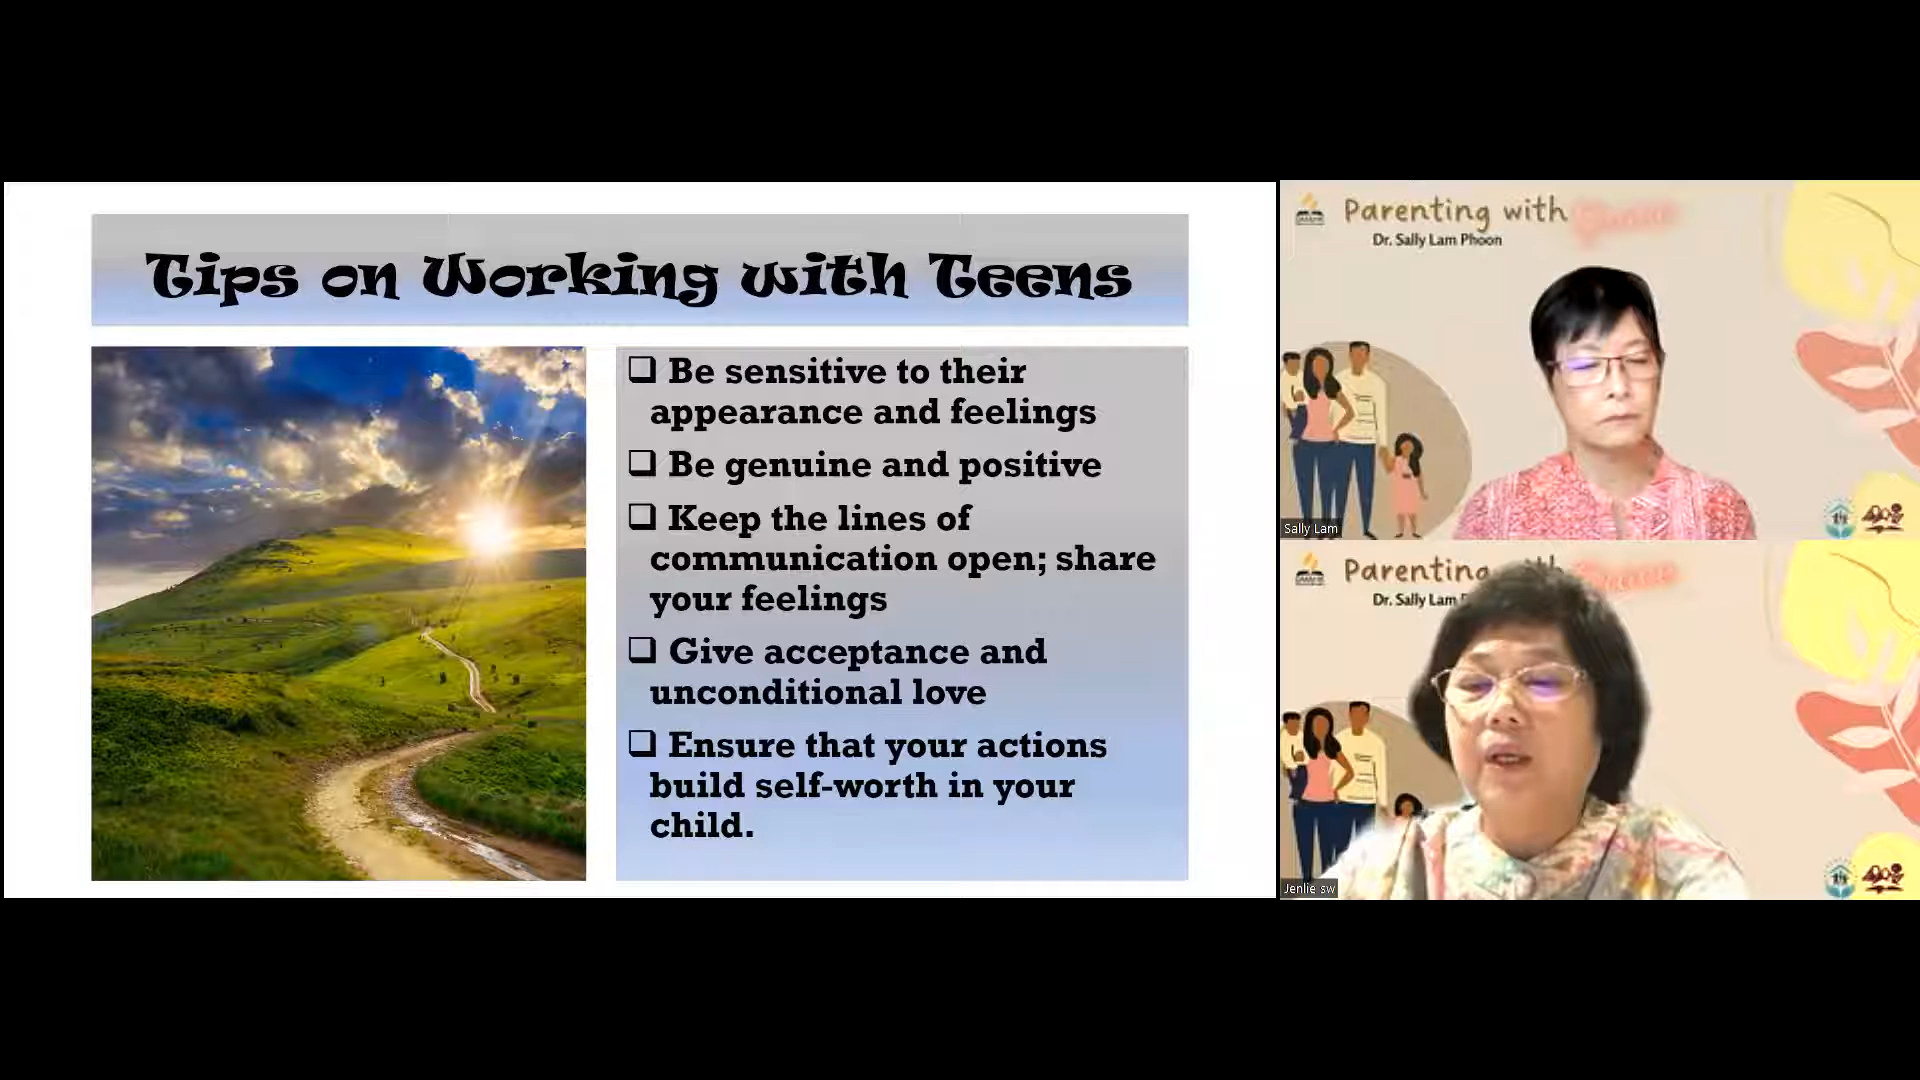 Tips on Working with Teens
❑ Be sensitive to their
appearance and feelings
❑ Be genuine and positive
❑ Keep the lines of
communication open; share
your feelings
❑ Give acceptance and
unconditional love
❑ Ensure that your actions
build self-worth in your
child.
Parenting with
Dr. Sally Lam Phoon
Sally Lam
Parenting with
Dr. Sally Lam
Jenlie sw